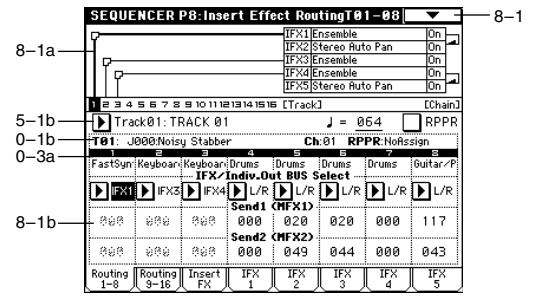 SEQUENCER P8:Insert Effect RoutingT01-08
8-1
IFX1 Ensemble On
IFX2 Stereo Auto Pan On
8-1a
IFX3 Ensemble On
IFX4 Ensemble On
IFX5 Stereo Auto Pan On
1 2 3 4 5 6 7 8 9 10 11 12 13 14 15 16 [Track] [Chain]
5-1b
Track01: TRACK 01 ♩ = 064 RPPR
0-1b
T01: J000:Noisy Stabber Ch:01 RPPR:NoAssign
0-3a
1 2 3 4 5 6 7 8
FastSyn Keyboar Keyboar Drums Drums Drums Drums Guitar/P
IFX/Indiv.Out BUS Select
IFX1 IFX3 IFX4 L/R L/R L/R L/R L/R
Send1 (MFX1)
8-1b
000 020 020 000 117
Send2 (MFX2)
000 049 044 000 043
Routing 1-8 Routing 9-16 Insert FX IFX 1 IFX 2 IFX 3 IFX 4 IFX 5